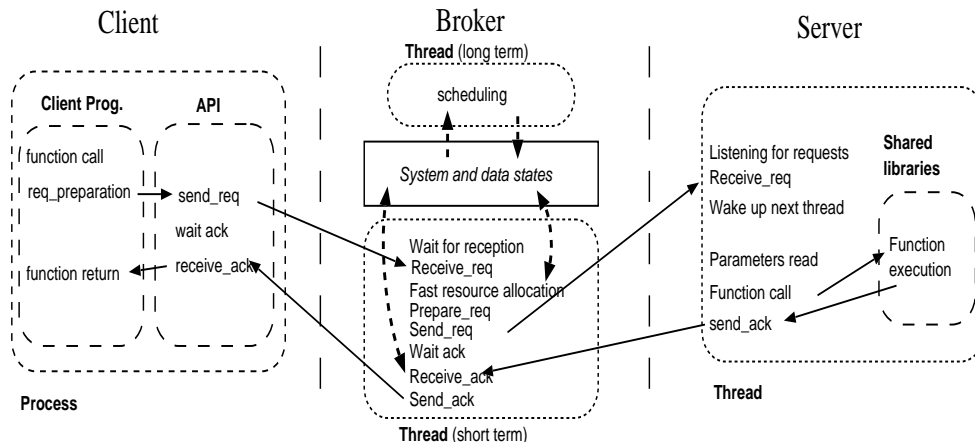 Client
Broker
Server
Thread (long term)
scheduling
System and data states
Client Prog.
API
function call
req_preparation
send_req
wait ack
function return
receive_ack
Process
Wait for reception
Receive_req
Fast resource allocation
Prepare_req
Send_req
Wait ack
Receive_ack
Send_ack
Thread (short term)
Listening for requests
Receive_req
Wake up next thread
Parameters read
Function call
send_ack
Shared
libraries
Function
execution
Thread